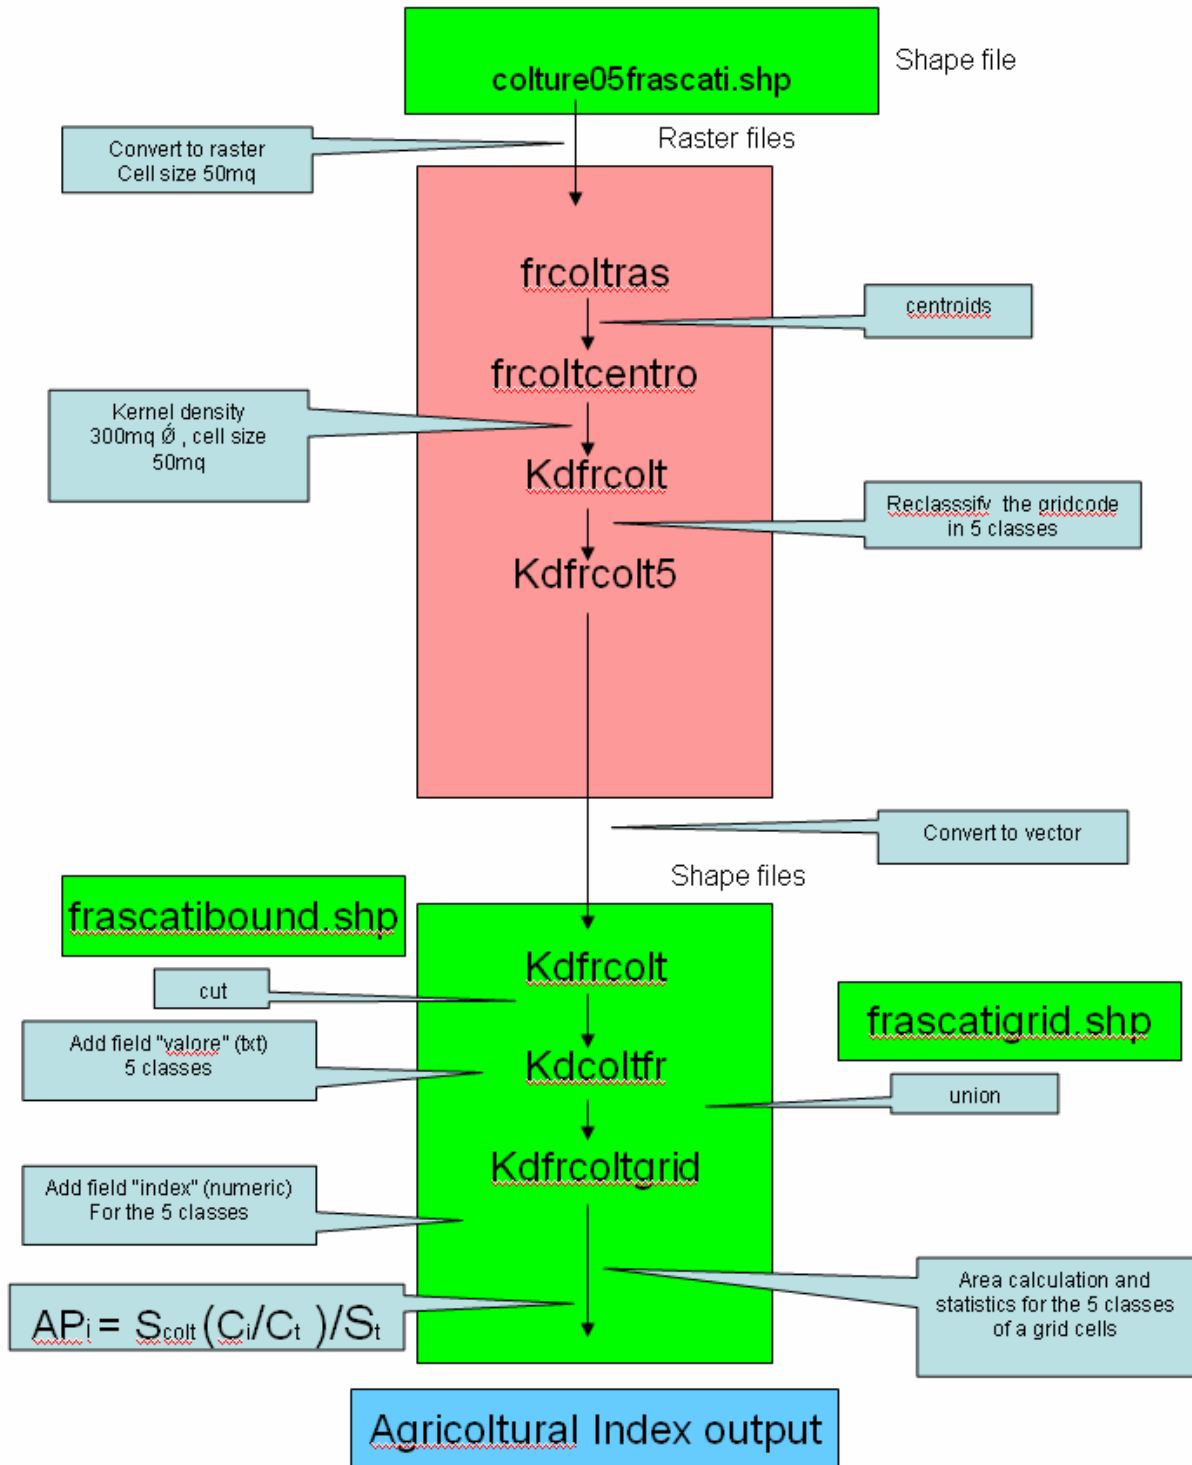 colture05frascati.shp
Shape file
Raster files
Convert to raster
Cell size 50mq
frcoltras
centroids
frcoltcentro
Kernel density
300mq Ǿ , cell size
50mq
Kdfrcolt
Reclasssify the gridcode
in 5 classes
Kdfrcolt5
Convert to vector
Shape files
frascatibound.shp
Kdfrcolt
cut
frascatigrid.shp
Add field "valore" (txt)
5 classes
Kdcoltfr
union
Kdfrcoltgrid
Add field "index" (numeric)
For the 5 classes
Area calculation and
statistics for the 5 classes
of a grid cells
APi = Scolt (Ci/Ct )/St
Agricoltural Index output